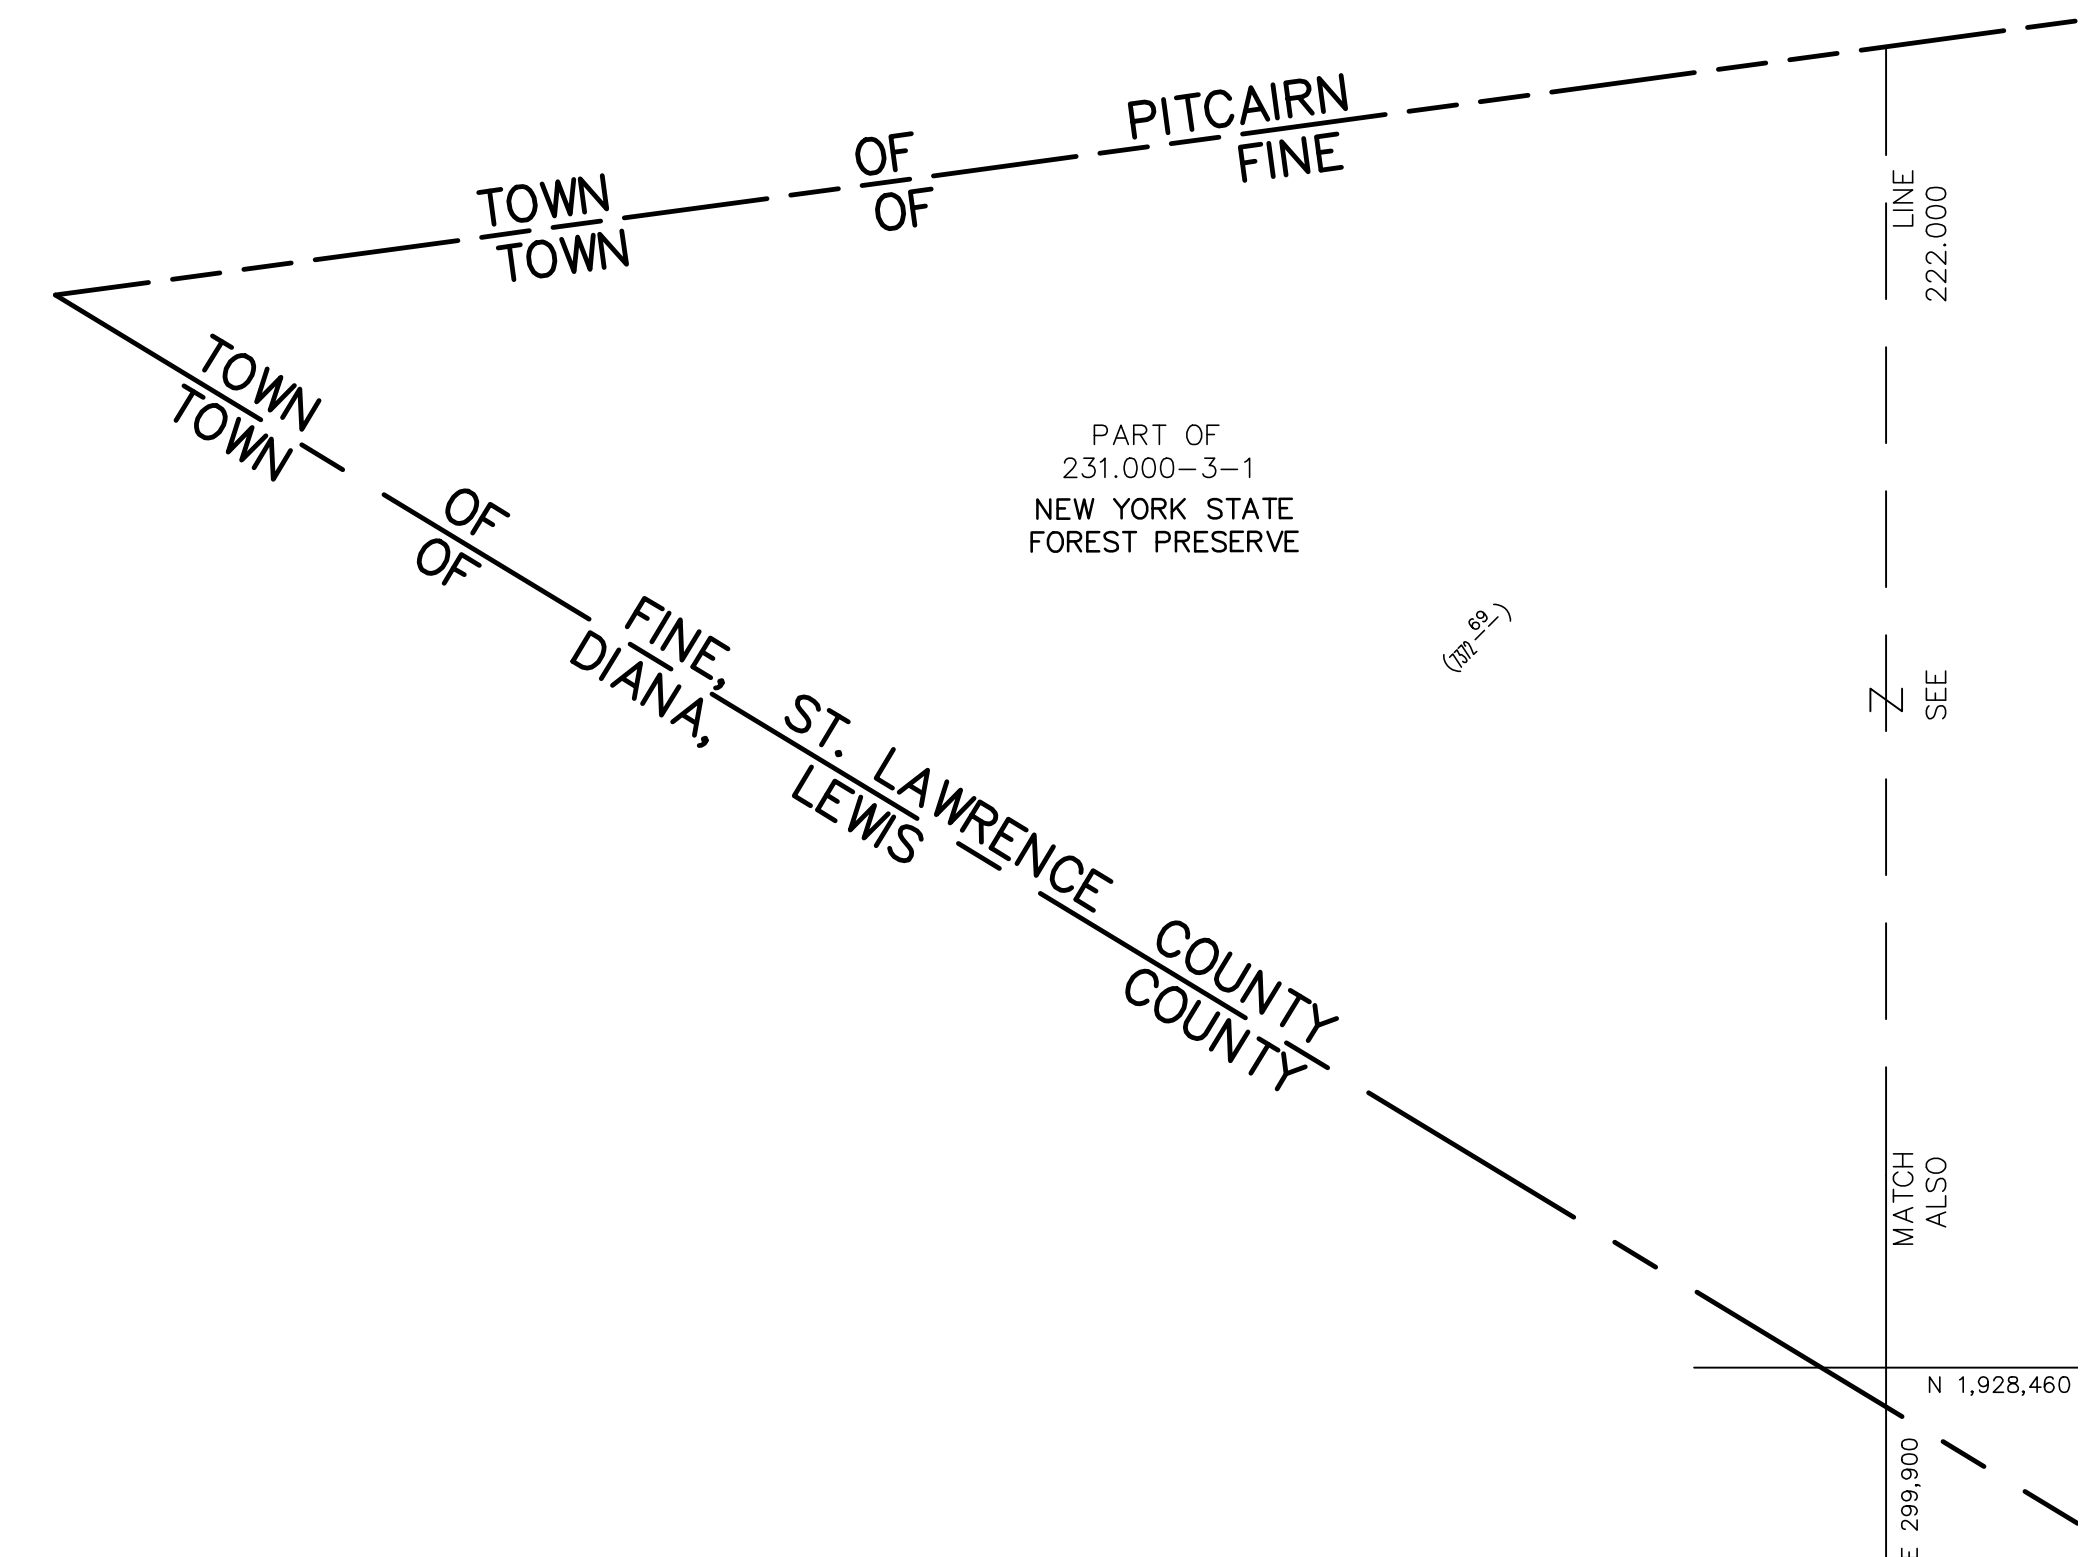 TOWN OF PITCAIRN
TOWN OF FINE
TOWN OF FINE, ST. LAWRENCE COUNTY
TOWN OF DIANA, LEWIS COUNTY
PART OF
231.000-3-1
NEW YORK STATE
FOREST PRESERVE
(7372-69-)
MATCH LINE
ALSO SEE 222.000
Z
N 1,928,460
E 299,900